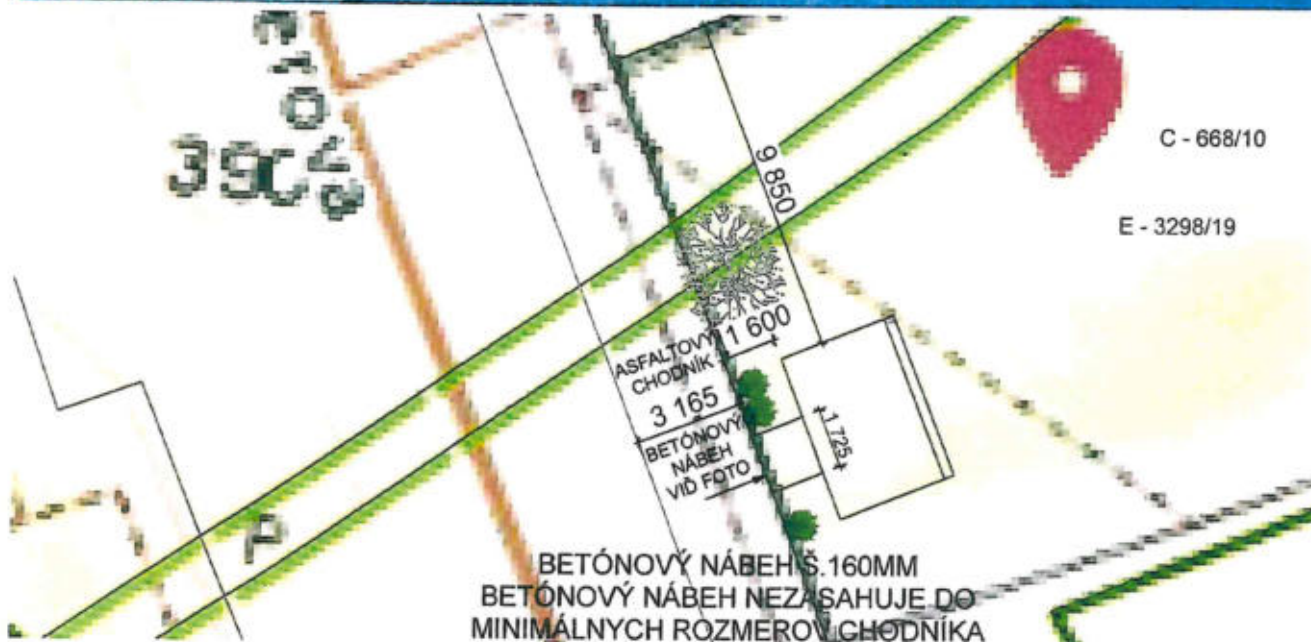 C - 668/10
E - 3298/19
9 850
1 600
ASFALTOVÝ
CHODNÍK
3 165
BETÓNOVÝ
NÁBEH
VIĎ FOTO
1 725
P
BETÓNOVÝ NÁBEH Š.160MM
BETÓNOVÝ NÁBEH NEZASAHUJE DO
MINIMÁLNYCH ROZMEROV CHODNÍKA